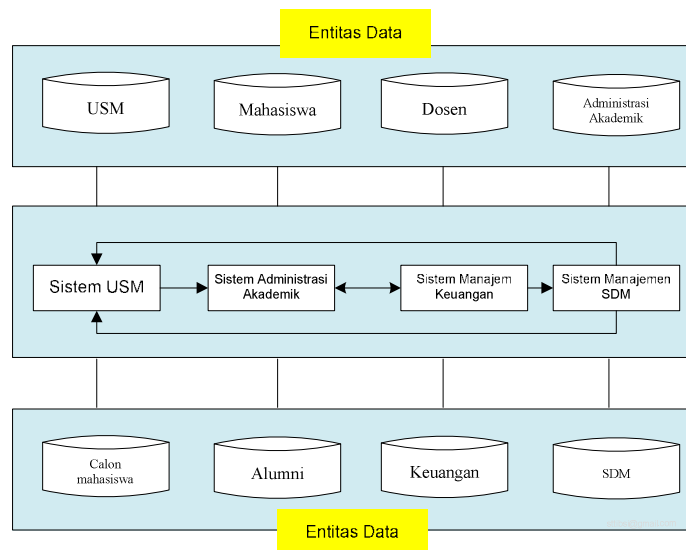 Entitas Data
USM
Mahasiswa
Dosen
Administrasi
Akademik
Sistem USM
Sistem Administrasi
Akademik
Sistem Manajem
Keuangan
Sistem Manajemen
SDM
Calon
mahasiswa
Alumni
Keuangan
SDM
Entitas Data